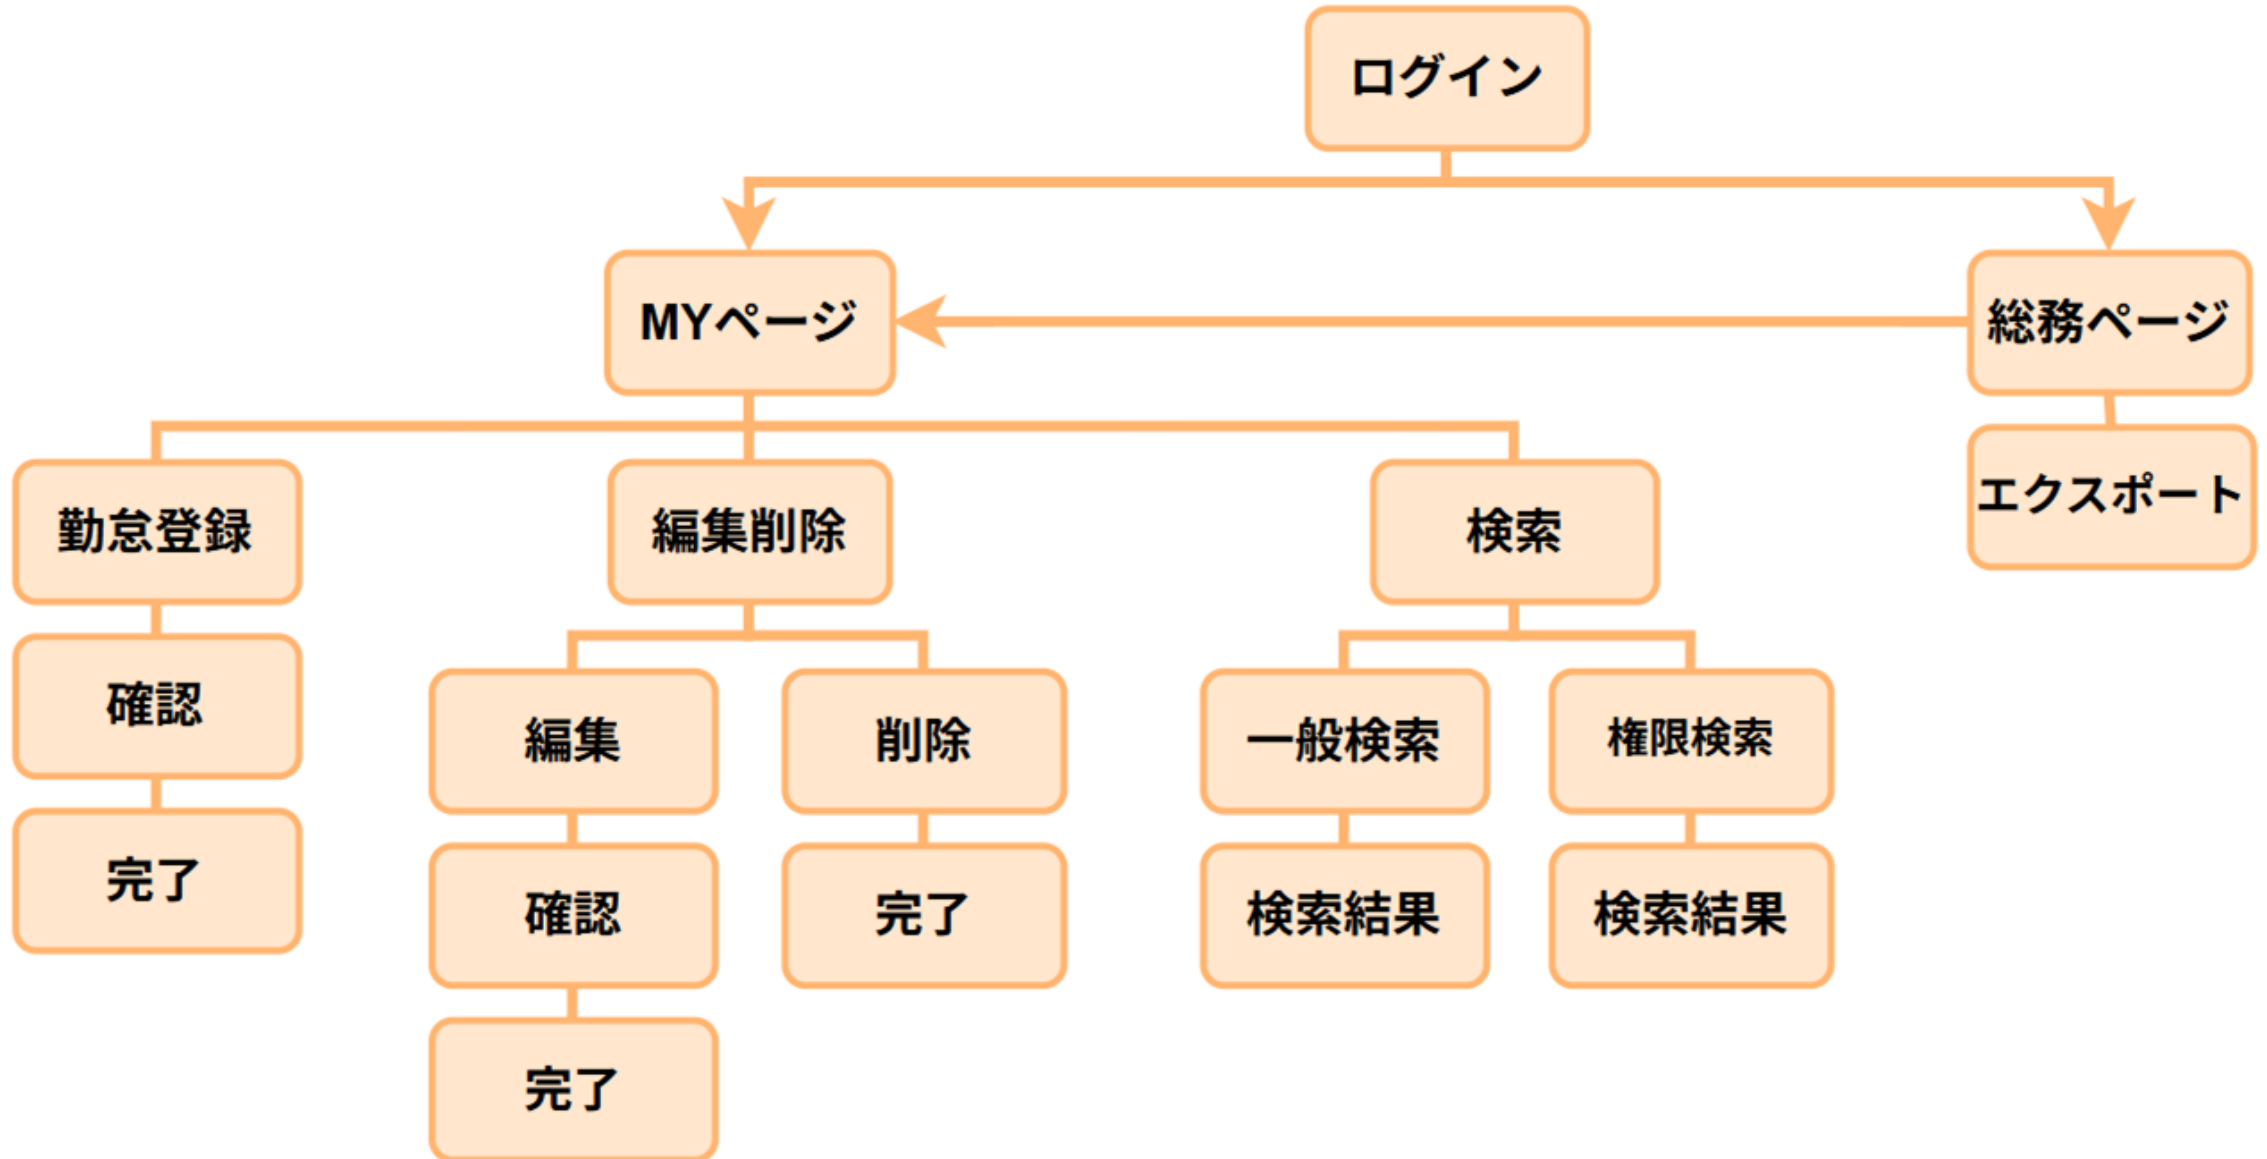 ログイン
MYページ
総務ページ
勤怠登録
編集削除
検索
エクスポート
確認
編集
削除
一般検索
権限検索
完了
確認
完了
検索結果
検索結果
完了